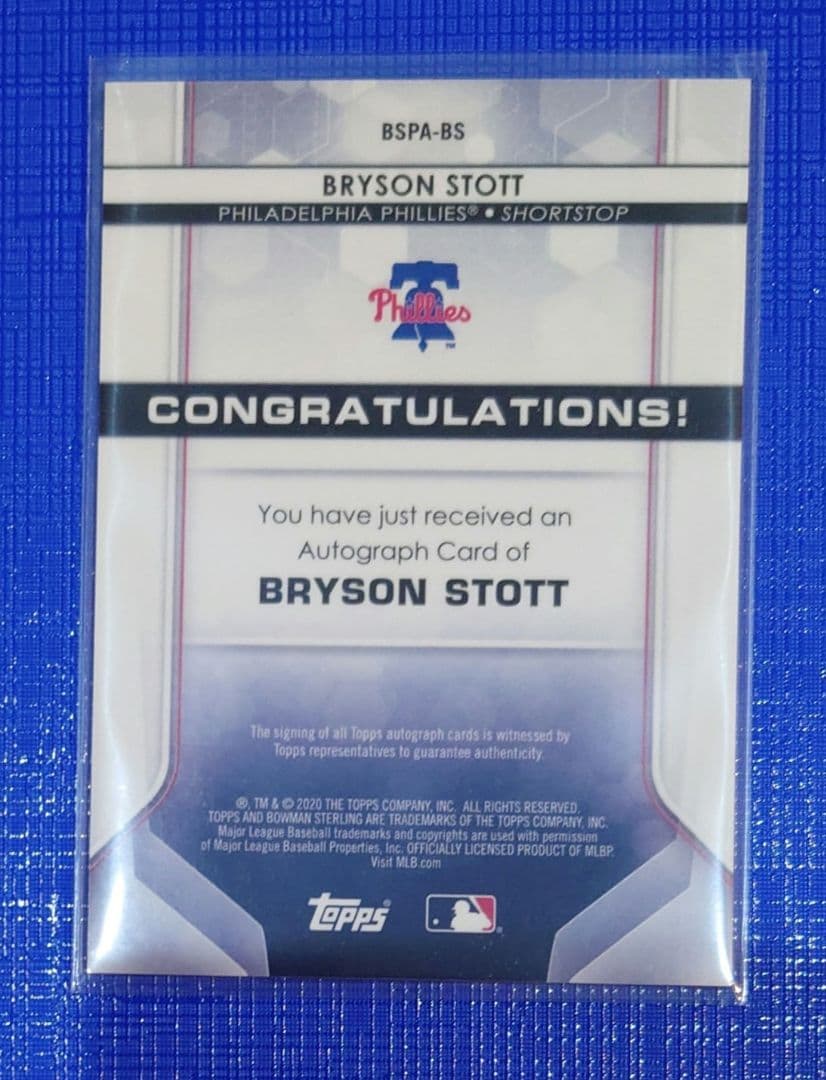 BSPA-BS
BRYSON STOTT
PHILADELPHIA PHILLIES® • SHORTSTOP
Phillies
TM
CONGRATULATIONS!
You have just received an
Autograph Card of
BRYSON STOTT
The signing of all Topps autograph cards is witnessed by
Topps representatives to guarantee authenticity.
®, TM & © 2020 THE TOPPS COMPANY, INC. ALL RIGHTS RESERVED.
TOPPS AND BOWMAN STERLING ARE TRADEMARKS OF THE TOPPS COMPANY, INC.
Major League Baseball trademarks and copyrights are used with permission
of Major League Baseball Properties, Inc. OFFICIALLY LICENSED PRODUCT OF MLBP.
Visit MLB.com
Topps®